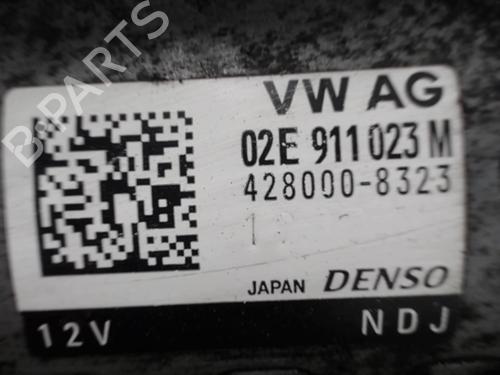 VW AG
02E 911 023 M
428000-8323
JAPAN DENSO
12V NDJ
B-PARTS